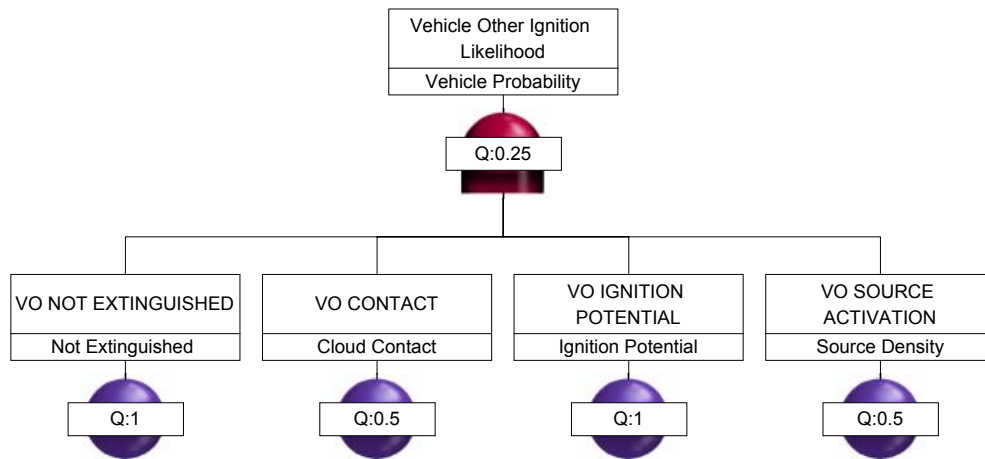 Vehicle Other Ignition
Likelihood
Vehicle Probability
Q:0.25
VO NOT EXTINGUISHED
Not Extinguished
Q:1
VO CONTACT
Cloud Contact
Q:0.5
VO IGNITION
POTENTIAL
Ignition Potential
Q:1
VO SOURCE
ACTIVATION
Source Density
Q:0.5